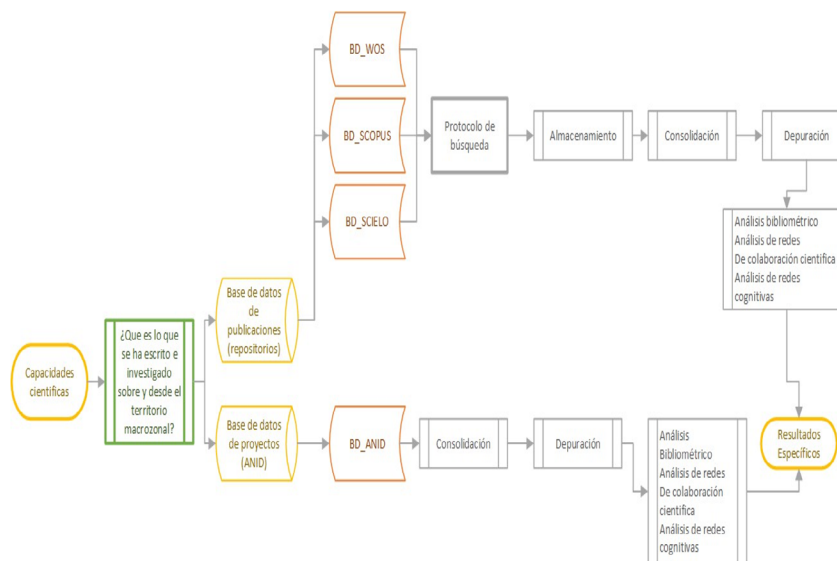 Capacidades
cientificas
¿Que es lo que
se ha escrito e
investigado
sobre y desde el
territorio
macrozonal?
Base de datos
de
publicaciones
(repositorios)
BD_WOS
BD_SCOPUS
BD_SCIELO
Protocolo de
búsqueda
Almacenamiento
Consolidación
Depuración
Análisis bibliométrico
Análisis de redes
De colaboración cientifica
Análisis de redes
cognitivas
Base de datos
de proyectos
(ANID)
BD_ANID
Consolidación
Depuración
Análisis
Bibliométrico
Análisis de redes
De colaboración
cientifica
Análisis de redes
cognitivas
Resultados
Específicos